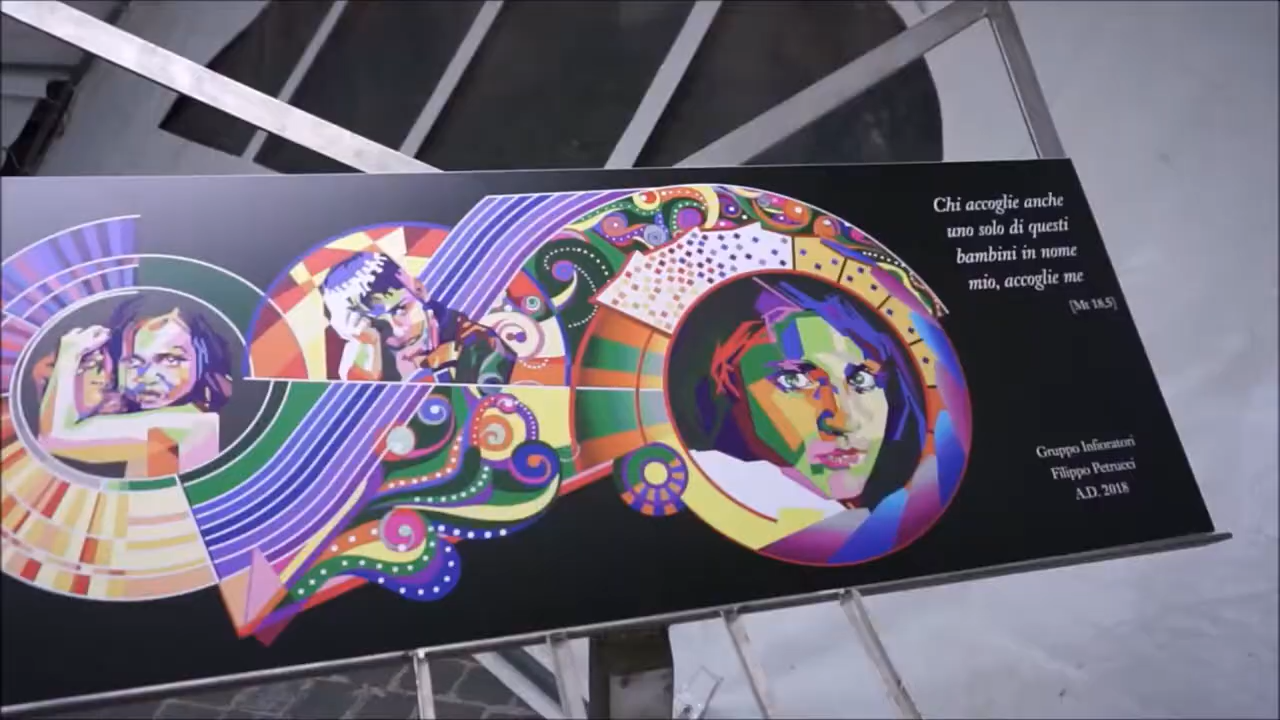 Chi accoglie anche
uno solo di questi
bambini in nome
mio, accoglie me
[Mt 18,5]
Gruppo Infioratori
Filippo Petrucci
A.D. 2018